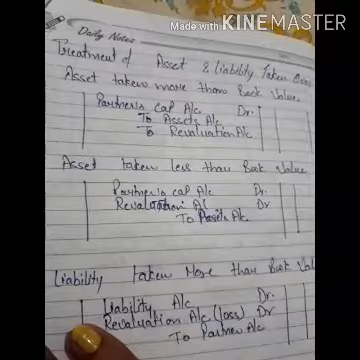 Made with KINEMASTER
Daily Notes
Treatment of Asset & Liability Taken Over
Asset taken more than Book Value
Partner's cap A/c Dr.
To Assets A/c
To Revaluation A/c
Asset taken less than Book Value
Partner's cap A/c Dr.
Revaluation A/c Dr
To Assets A/c
Liability taken More than Book Val
Liability A/c Dr.
Revaluation A/c (loss) Dr
To Partner A/c